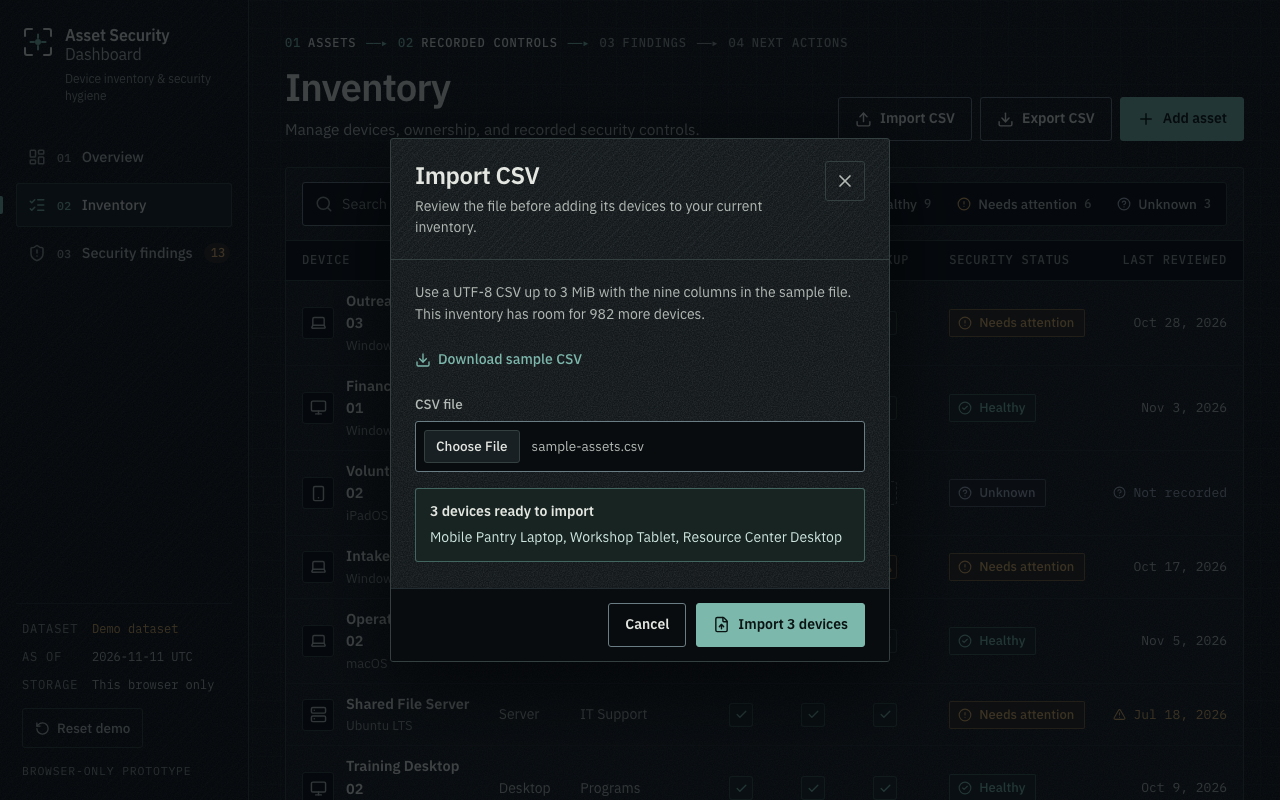 Asset Security
Dashboard
Device inventory & security
hygiene
01 Overview
02 Inventory
03 Security findings 13
DATASET Demo dataset
AS OF 2026-11-11 UTC
STORAGE This browser only
Reset demo
BROWSER-ONLY PROTOTYPE
01 ASSETS 02 RECORDED CONTROLS 03 FINDINGS 04 NEXT ACTIONS
Inventory
Manage devices, ownership, and recorded security controls.
Import CSV Export CSV Add asset
Search
9 Needs attention 6 Unknown 3
DEVICE SECURITY STATUS LAST REVIEWED
03
Needs attention Oct 28, 2026
01
Healthy Nov 3, 2026
02
iPadOS
Unknown Not recorded
Intake
Needs attention Oct 17, 2026
02
macOS
Healthy Nov 5, 2026
Shared File Server
Ubuntu LTS
Server IT Support Needs attention Jul 18, 2026
Training Desktop
02
Desktop Programs Healthy Oct 9, 2026
Import CSV
Review the file before adding its devices to your current
inventory.
Use a UTF-8 CSV up to 3 MiB with the nine columns in the sample file.
This inventory has room for 982 more devices.
Download sample CSV
CSV file
Choose File sample-assets.csv
3 devices ready to import
Mobile Pantry Laptop, Workshop Tablet, Resource Center Desktop
Cancel Import 3 devices